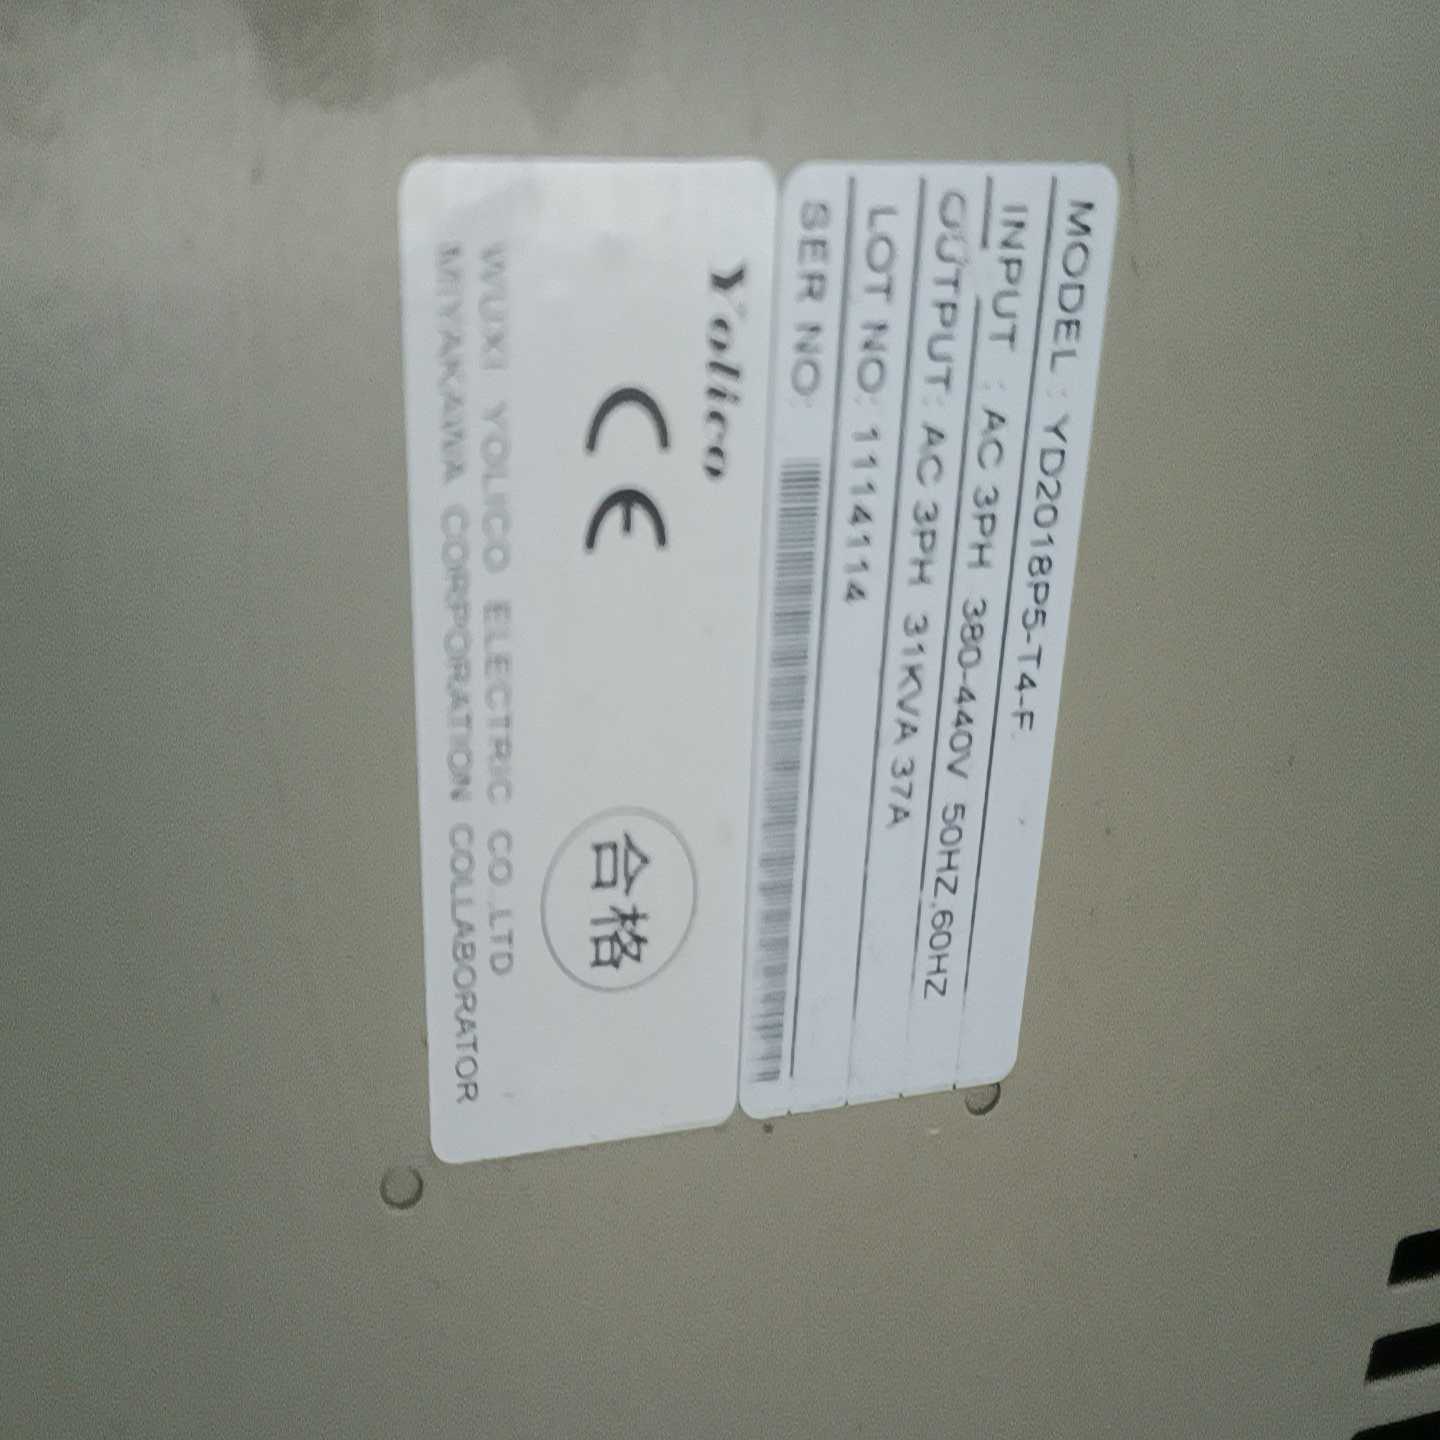 MODEL : YD2018P5-T4-F
INPUT : AC 3PH 380-440V 50HZ,60HZ
OUTPUT: AC 3PH 31KVA 37A
LOT NO: 1114114
SER NO:
Yolico
CE
合格
WUXI YOLICO ELECTRIC CO.,LTD
MIYAKAWA CORPORATION COLLABORATOR